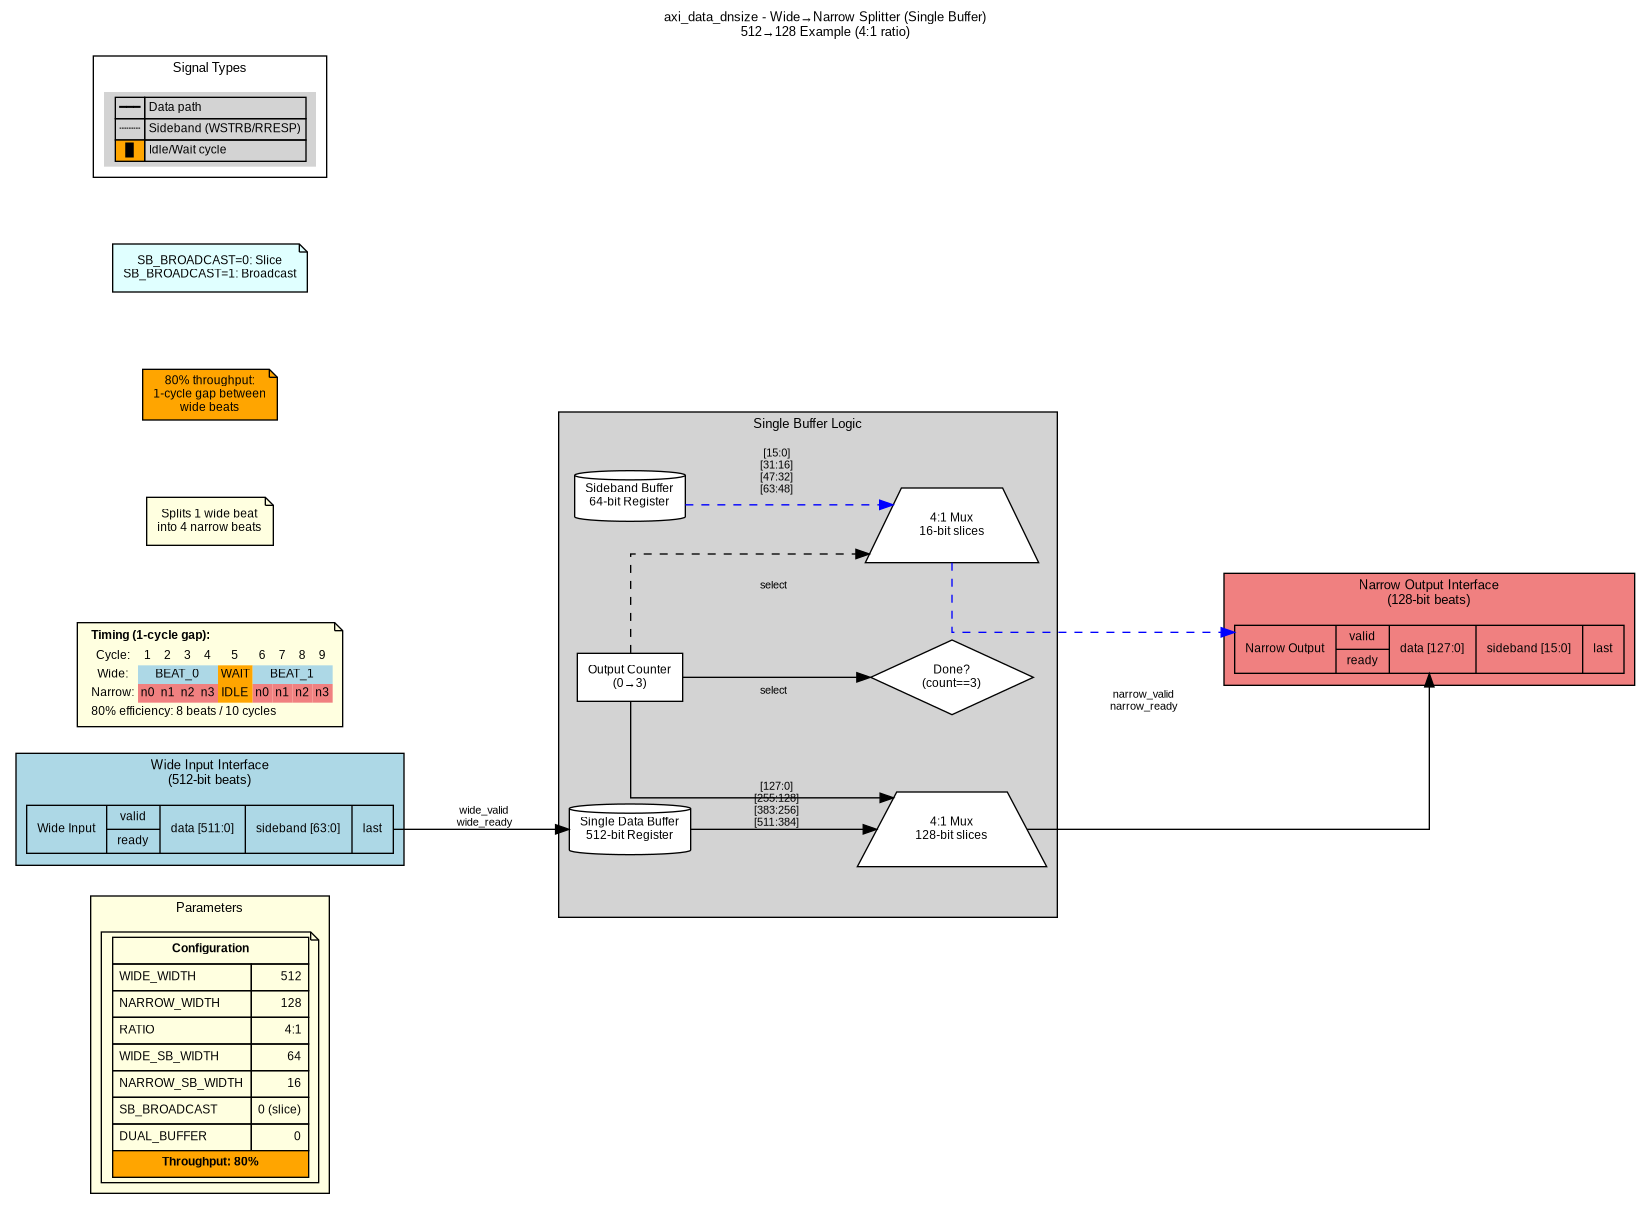 axi_data_dnsize - Wide→Narrow Splitter (Single Buffer)
512→128 Example (4:1 ratio)
Signal Types
Data path
Sideband (WSTRB/RRESP)
Idle/Wait cycle
SB_BROADCAST=0: Slice
SB_BROADCAST=1: Broadcast
80% throughput:
1-cycle gap between
wide beats
Splits 1 wide beat
into 4 narrow beats
Timing (1-cycle gap):
Cycle: 1 2 3 4 5 6 7 8 9
Wide: BEAT_0 WAIT BEAT_1
Narrow: n0 n1 n2 n3 IDLE n0 n1 n2 n3
80% efficiency: 8 beats / 10 cycles
Wide Input Interface
(512-bit beats)
Wide Input
valid
ready
data [511:0]
sideband [63:0]
last
wide_valid
wide_ready
Parameters
Configuration
WIDE_WIDTH 512
NARROW_WIDTH 128
RATIO 4:1
WIDE_SB_WIDTH 64
NARROW_SB_WIDTH 16
SB_BROADCAST 0 (slice)
DUAL_BUFFER 0
Throughput: 80%
Single Buffer Logic
Sideband Buffer
64-bit Register
[15:0]
[31:16]
[47:32]
[63:48]
4:1 Mux
16-bit slices
select
Output Counter
(0→3)
select
Done?
(count==3)
Single Data Buffer
512-bit Register
[127:0]
[255:128]
[383:256]
[511:384]
4:1 Mux
128-bit slices
narrow_valid
narrow_ready
Narrow Output Interface
(128-bit beats)
Narrow Output
valid
ready
data [127:0]
sideband [15:0]
last